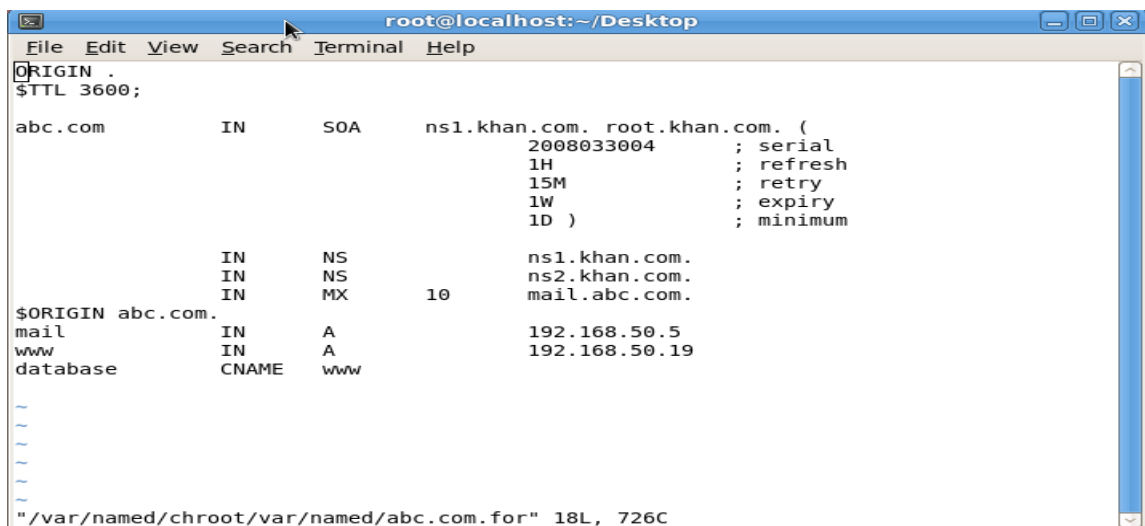 root@localhost:~/Desktop
File Edit View Search Terminal Help
ORIGIN .
$TTL 3600;
abc.com IN SOA ns1.khan.com. root.khan.com. (
2008033004 ; serial
1H ; refresh
15M ; retry
1W ; expiry
1D ) ; minimum
IN NS ns1.khan.com.
IN NS ns2.khan.com.
IN MX 10 mail.abc.com.
$ORIGIN abc.com.
mail IN A 192.168.50.5
www IN A 192.168.50.19
database CNAME www
~
~
~
~
~
~
"/var/named/chroot/var/named/abc.com.for" 18L, 726C